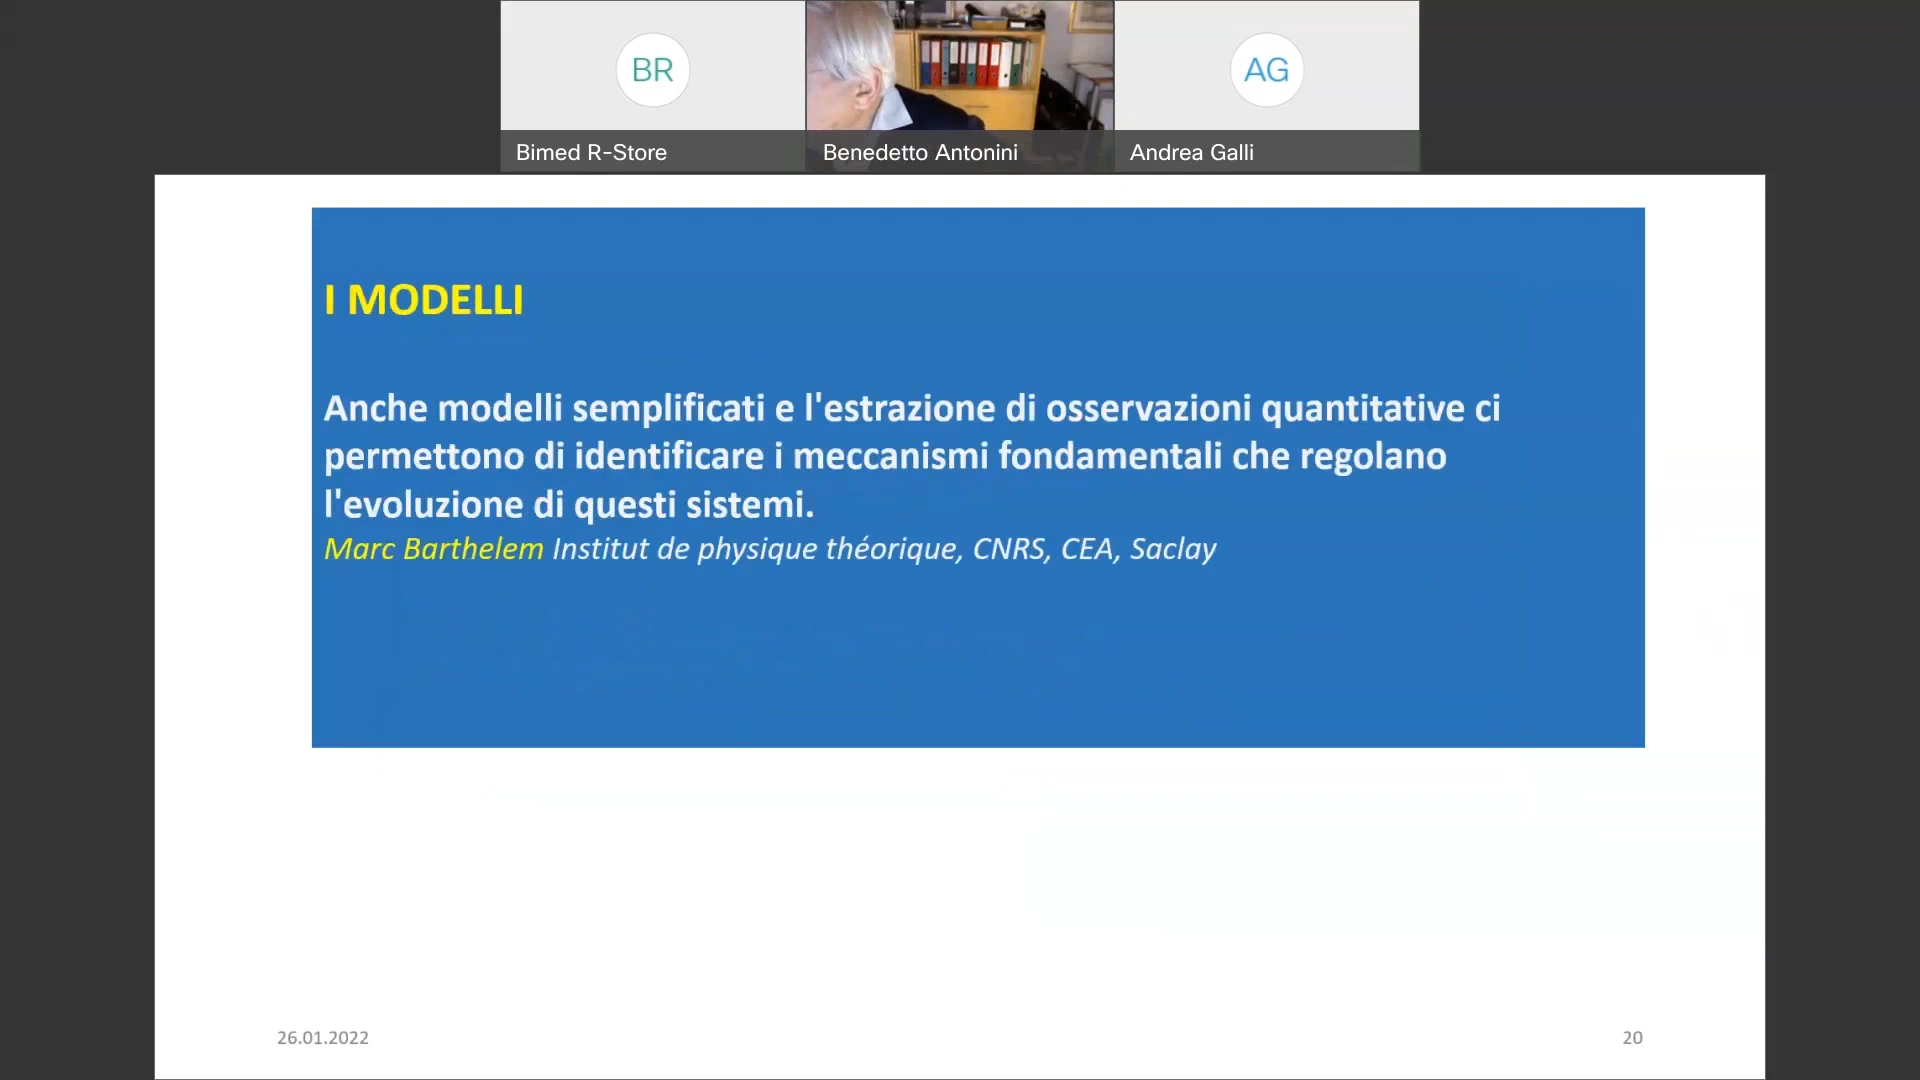 BR
AG
Bimed R-Store
Benedetto Antonini
Andrea Galli
I MODELLI
Anche modelli semplificati e l'estrazione di osservazioni quantitative ci
permettono di identificare i meccanismi fondamentali che regolano
l'evoluzione di questi sistemi.
Marc Barthelem Institut de physique théorique, CNRS, CEA, Saclay
26.01.2022
20